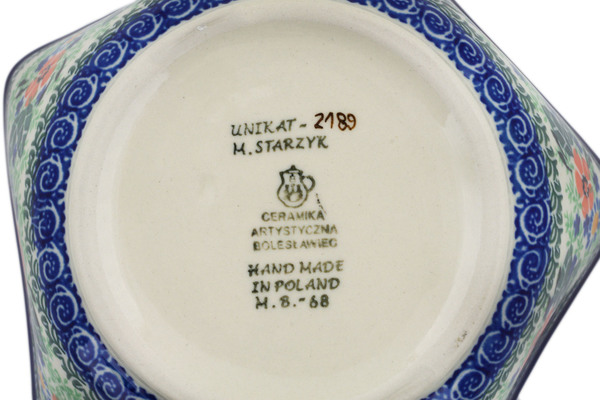 UNIKAT - 2189
M. STARZYK
CERAMIKA
ARTYSTYCZNA
BOLESŁAWIEC
HAND MADE
IN POLAND
M.B.-68